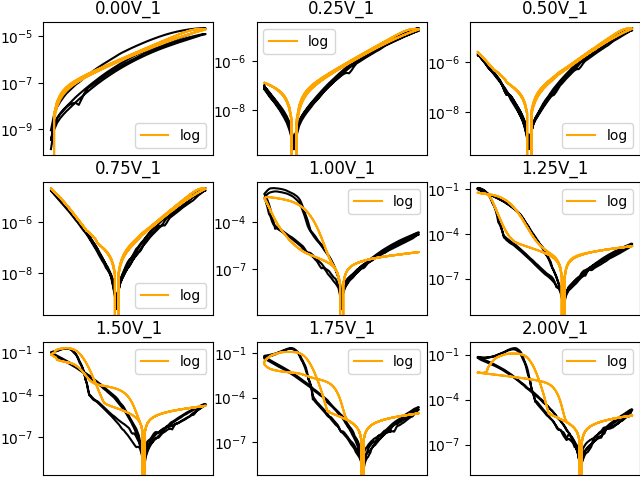 0.00V_1
0.25V_1
0.50V_1
10⁻⁵
10⁻⁷
10⁻⁹
log
10⁻⁶
10⁻⁸
log
10⁻⁶
10⁻⁸
log
0.75V_1
1.00V_1
1.25V_1
10⁻⁶
10⁻⁸
log
10⁻⁴
10⁻⁷
log
10⁻¹
10⁻⁴
10⁻⁷
log
1.50V_1
1.75V_1
2.00V_1
10⁻¹
10⁻⁴
10⁻⁷
log
10⁻¹
10⁻⁴
10⁻⁷
log
10⁻¹
10⁻⁴
10⁻⁷
log